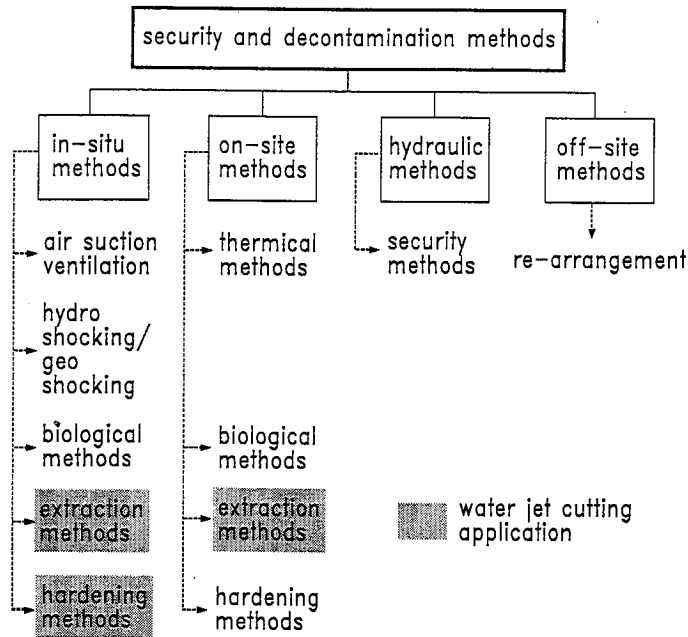 security and decontamination methods
in-situ
methods
on-site
methods
hydraulic
methods
off-site
methods
air suction
ventilation
thermical
methods
security
methods
re-arrangement
hydro
shocking/
geo
shocking
biological
methods
biological
methods
extraction
methods
extraction
methods
water jet cutting
application
hardening
methods
hardening
methods